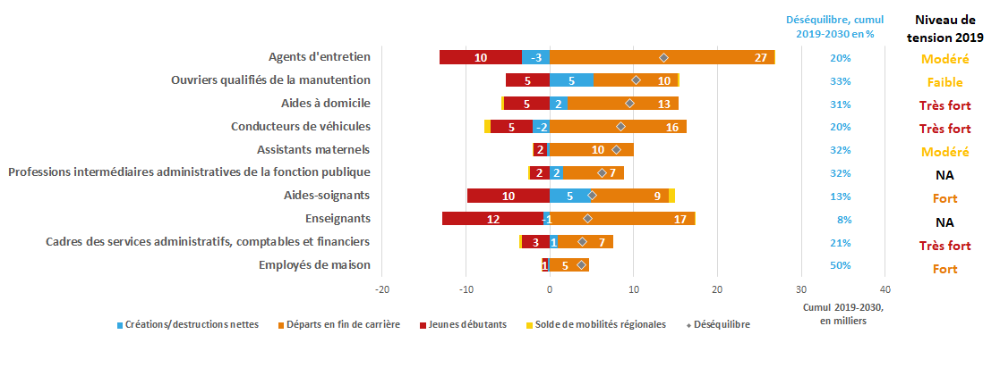 Déséquilibre, cumul
2019-2030 en %
Niveau de
tension 2019
Agents d'entretien 10 -3 27 20% Modéré
Ouvriers qualifiés de la manutention 5 5 10 33% Faible
Aides à domicile 5 2 13 31% Très fort
Conducteurs de véhicules 5 -2 16 20% Très fort
Assistants maternels 2 10 32% Modéré
Professions intermédiaires administratives de la fonction publique 2 2 7 32% NA
Aides-soignants 10 5 9 13% Fort
Enseignants 12 -1 17 8% NA
Cadres des services administratifs, comptables et financiers 3 1 7 21% Très fort
Employés de maison 1 5 50% Fort
-20 -10 0 10 20 30 40
Cumul 2019-2030,
en milliers
Créations/destructions nettes Départs en fin de carrière Jeunes débutants Solde de mobilités régionales Déséquilibre